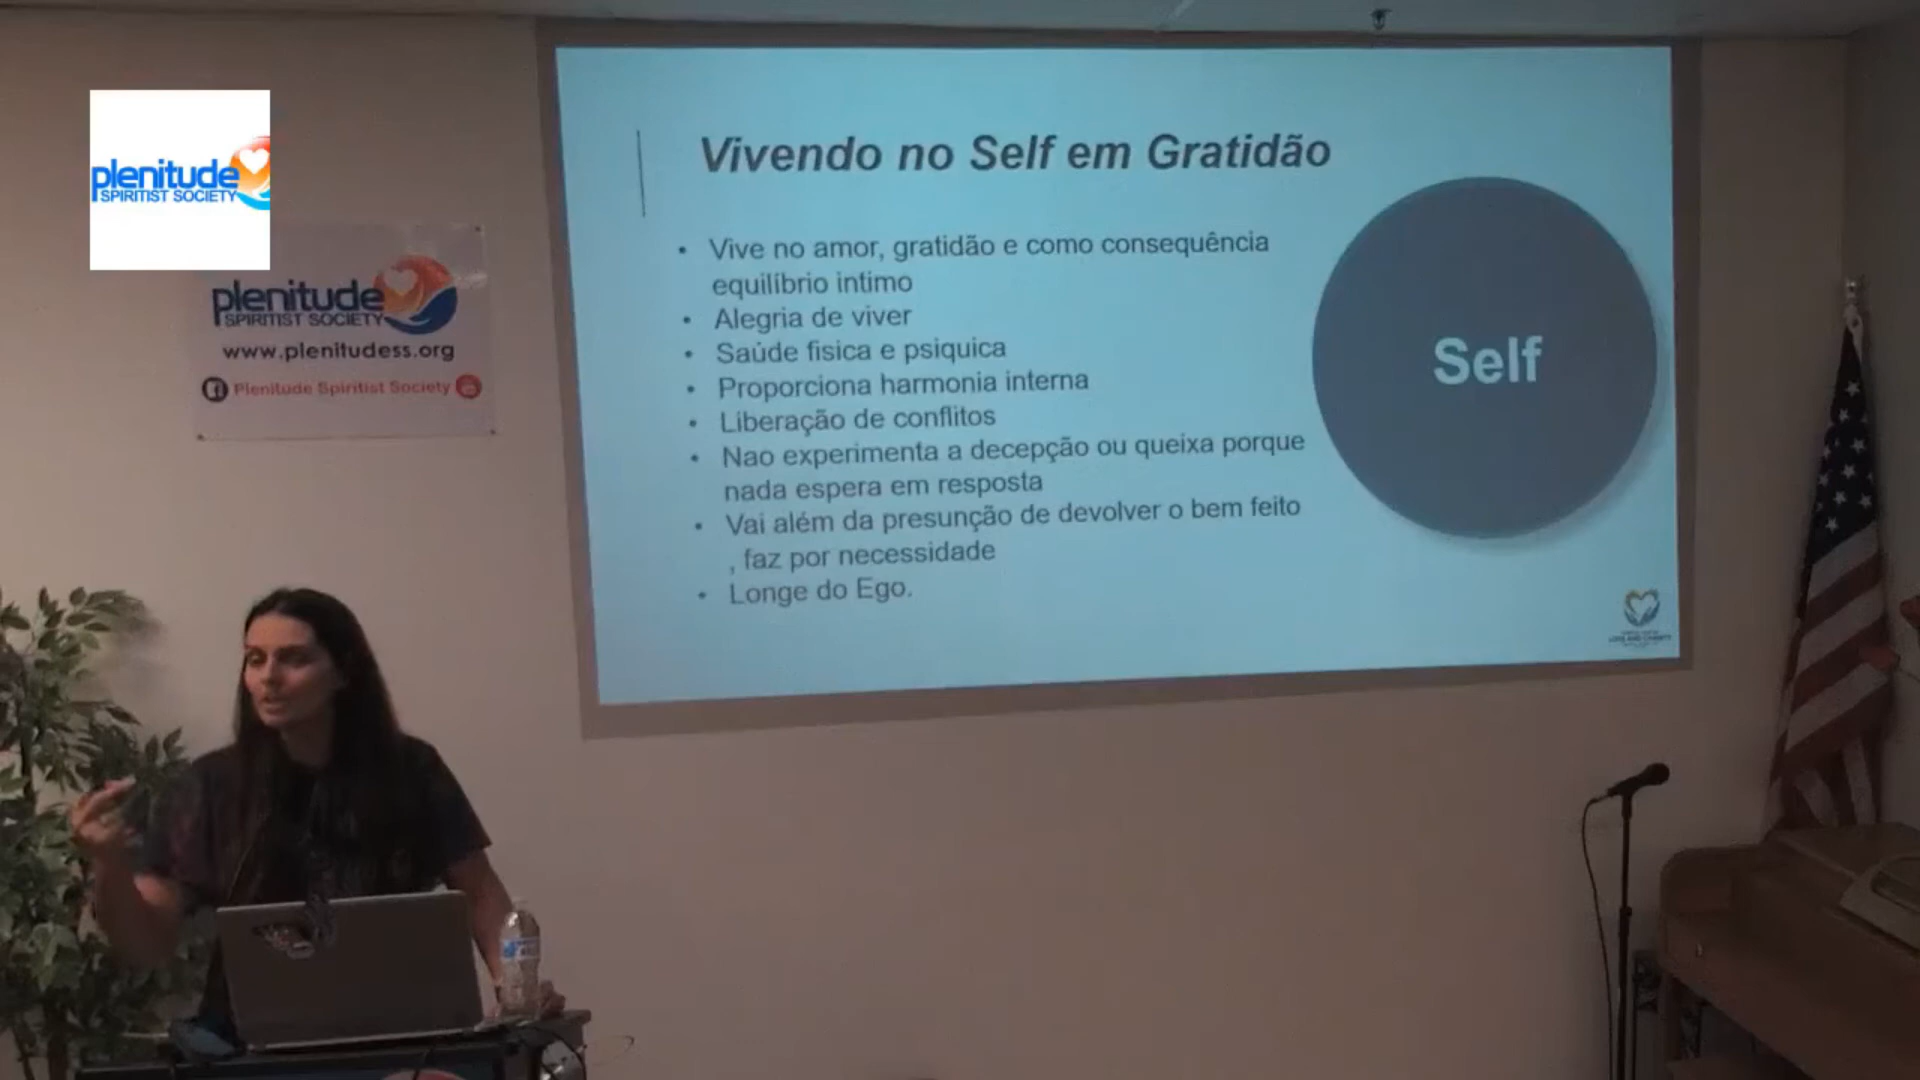 plenitude
SPIRITIST SOCIETY
plenitude
SPIRITIST SOCIETY
www.plenitudess.org
Plenitude Spiritist Society
Vivendo no Self em Gratidão
• Vive no amor, gratidão e como consequência
equilíbrio intimo
• Alegria de viver
• Saúde fisica e psiquica
• Proporciona harmonia interna
• Liberação de conflitos
• Nao experimenta a decepção ou queixa porque
nada espera em resposta
• Vai além da presunção de devolver o bem feito
, faz por necessidade
• Longe do Ego.
Self
LOVE AND CHARITY